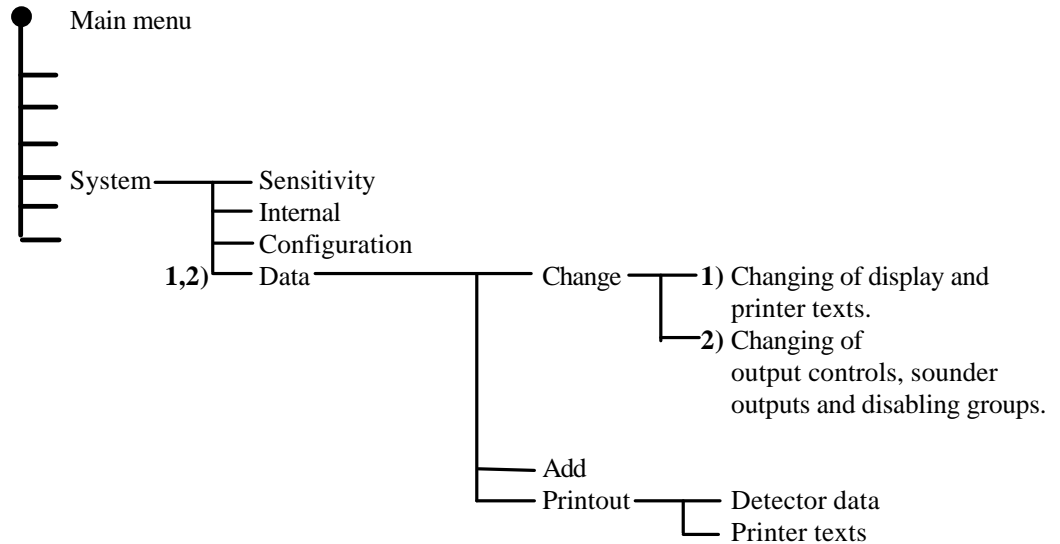 Main menu
System
Sensitivity
Internal
Configuration
1,2) Data
Change
1) Changing of display and
printer texts.
2) Changing of
output controls, sounder
outputs and disabling groups.
Add
Printout
Detector data
Printer texts